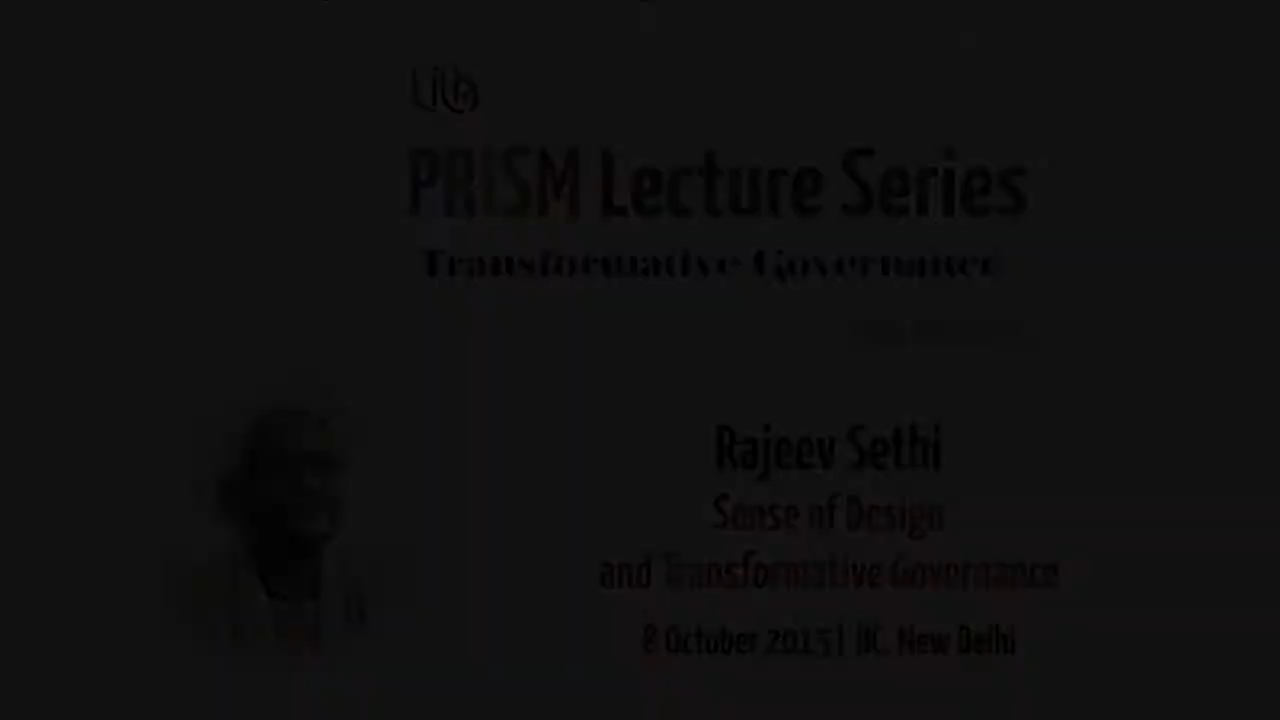 Lila
PRISM Lecture Series
Transformative Governance
Rajeev Sethi
Sense of Design
and Transformative Governance
8 October 2015 | IIC, New Delhi